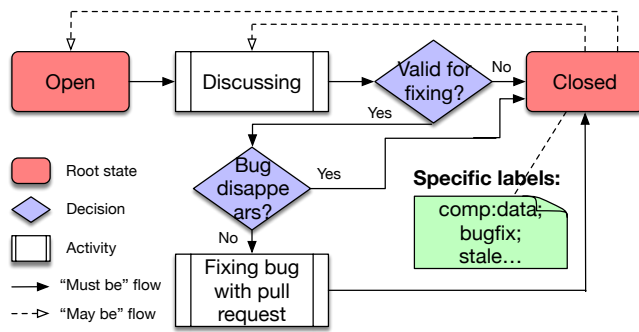 Open
Discussing
Valid for
fixing?
No
Closed
Yes
Bug
disappe
ars?
Yes
No
Fixing bug
with pull
request
Specific labels:
comp:data;
bugfix;
stale…
Root state
Decision
Activity
“Must be” flow
“May be” flow